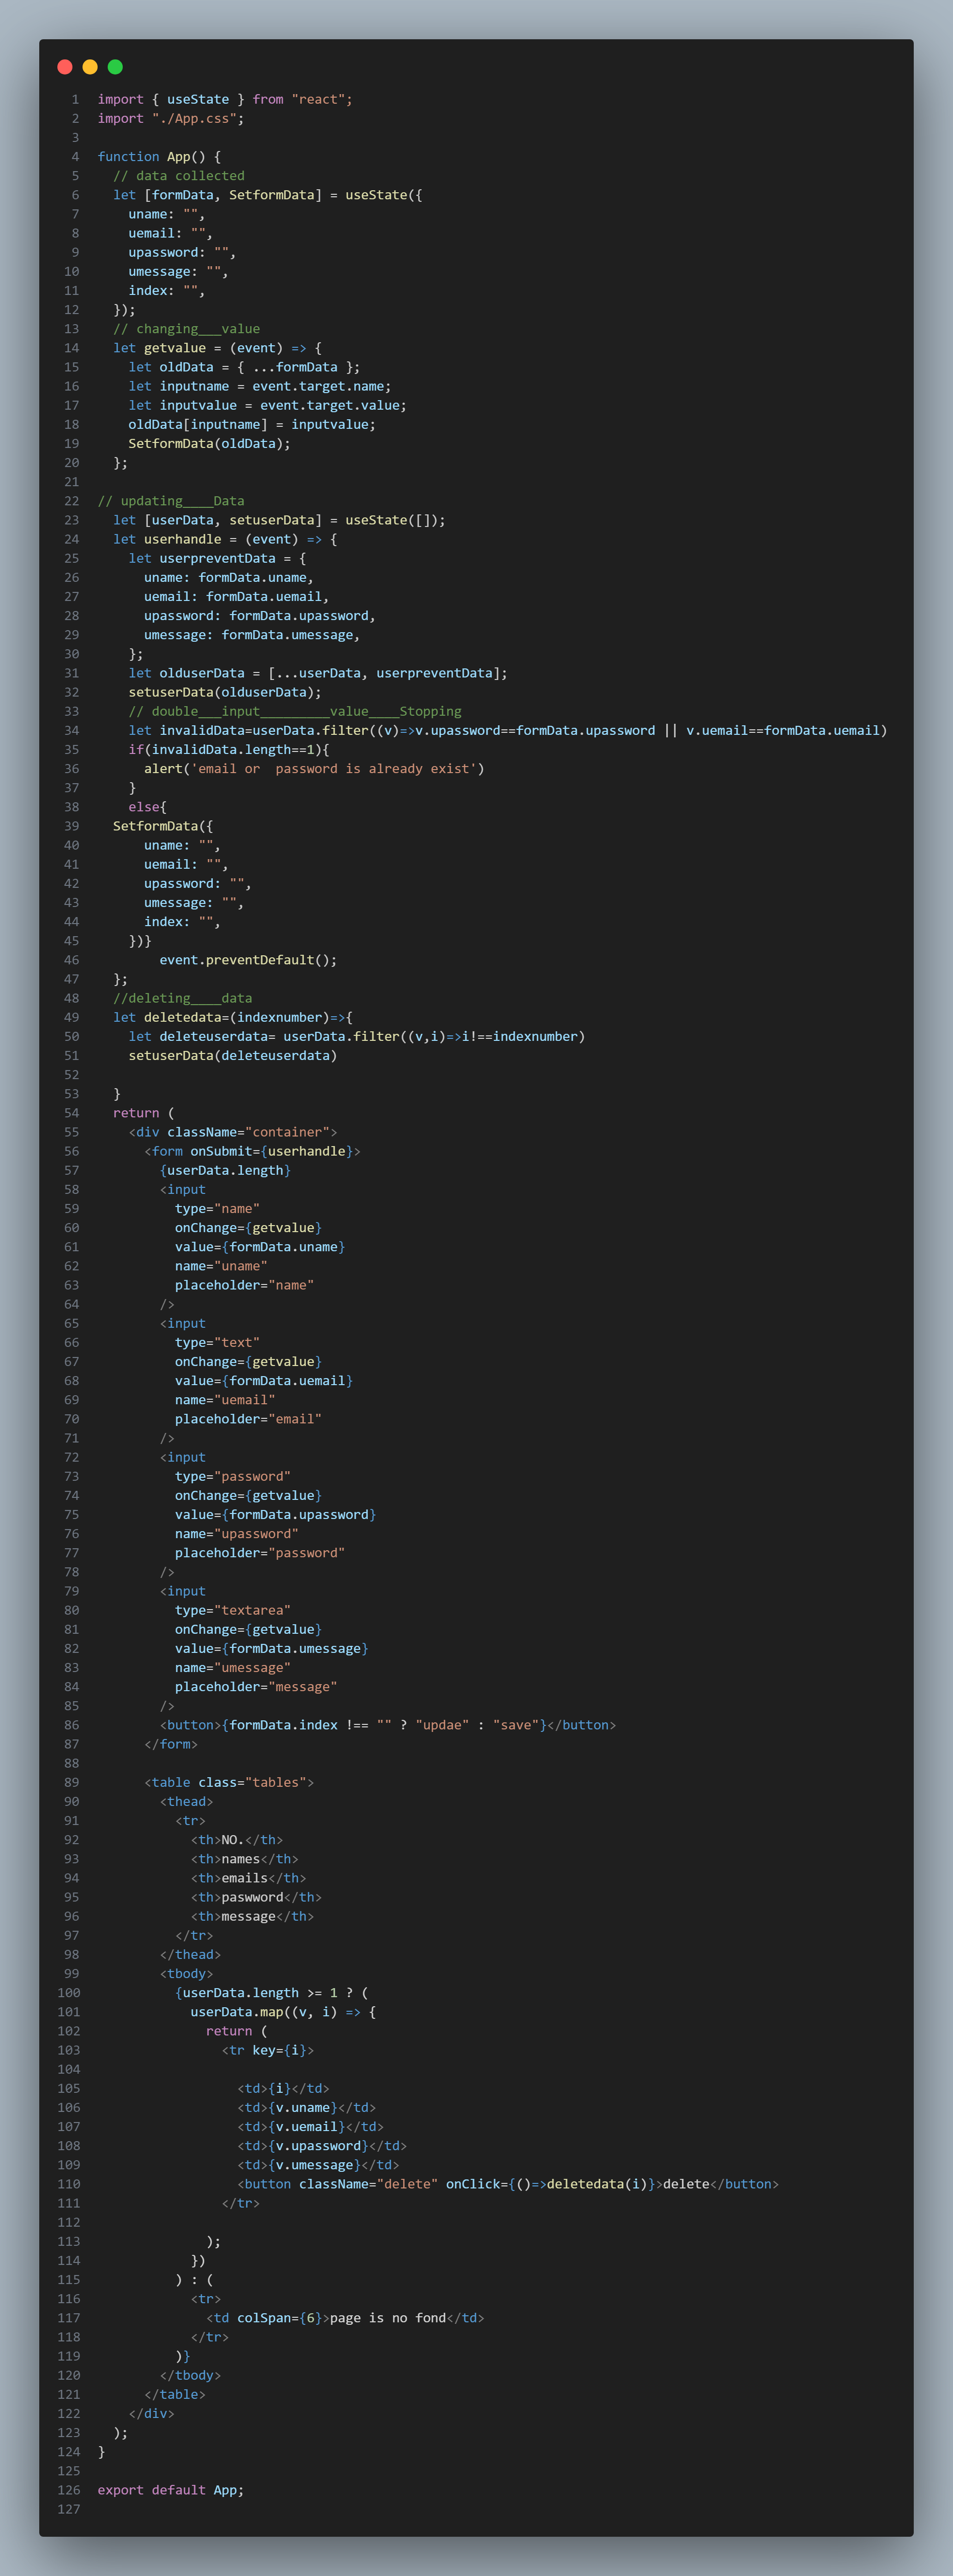 1 import { useState } from "react";
2 import "./App.css";
3
4 function App() {
5   // data collected
6   let [formData, SetformData] = useState({
7     uname: "",
8     uemail: "",
9     upassword: "",
10     umessage: "",
11     index: "",
12   });
13   // changing___value
14   let getvalue = (event) => {
15     let oldData = { ...formData };
16     let inputname = event.target.name;
17     let inputvalue = event.target.value;
18     oldData[inputname] = inputvalue;
19     SetformData(oldData);
20   };
21
22 // updating____Data
23   let [userData, setuserData] = useState([]);
24   let userhandle = (event) => {
25     let userpreventData = {
26       uname: formData.uname,
27       uemail: formData.uemail,
28       upassword: formData.upassword,
29       umessage: formData.umessage,
30     };
31     let olduserData = [...userData, userpreventData];
32     setuserData(olduserData);
33     // double___input_________value____Stopping
34     let invalidData=userData.filter((v)=>v.upassword==formData.upassword || v.uemail==formData.uemail)
35     if(invalidData.length==1){
36       alert('email or  password is already exist')
37     }
38     else{
39   SetformData({
40       uname: "",
41       uemail: "",
42       upassword: "",
43       umessage: "",
44       index: "",
45     })}
46         event.preventDefault();
47   };
48   //deleting____data
49   let deletedata=(indexnumber)=>{
50     let deleteuserdata= userData.filter((v,i)=>i!==indexnumber)
51     setuserData(deleteuserdata)
52
53   }
54   return (
55     <div className="container">
56       <form onSubmit={userhandle}>
57         {userData.length}
58         <input
59           type="name"
60           onChange={getvalue}
61           value={formData.uname}
62           name="uname"
63           placeholder="name"
64         />
65         <input
66           type="text"
67           onChange={getvalue}
68           value={formData.uemail}
69           name="uemail"
70           placeholder="email"
71         />
72         <input
73           type="password"
74           onChange={getvalue}
75           value={formData.upassword}
76           name="upassword"
77           placeholder="password"
78         />
79         <input
80           type="textarea"
81           onChange={getvalue}
82           value={formData.umessage}
83           name="umessage"
84           placeholder="message"
85         />
86         <button>{formData.index !== "" ? "updae" : "save"}</button>
87       </form>
88
89       <table class="tables">
90         <thead>
91           <tr>
92             <th>NO.</th>
93             <th>names</th>
94             <th>emails</th>
95             <th>paswword</th>
96             <th>message</th>
97           </tr>
98         </thead>
99         <tbody>
100           {userData.length >= 1 ? (
101             userData.map((v, i) => {
102               return (
103                 <tr key={i}>
104
105                   <td>{i}</td>
106                   <td>{v.uname}</td>
107                   <td>{v.uemail}</td>
108                   <td>{v.upassword}</td>
109                   <td>{v.umessage}</td>
110                   <button className="delete" onClick={()=>deletedata(i)}>delete</button>
111                 </tr>
112
113               );
114             })
115           ) : (
116             <tr>
117               <td colSpan={6}>page is no fond</td>
118             </tr>
119           )}
120         </tbody>
121       </table>
122     </div>
123   );
124 }
125
126 export default App;
127